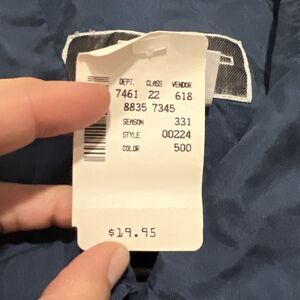 DEPT. CLASS VENDOR
7461 22 618
8835 7345
SEASON 331
STYLE 00224
COLOR 500
$19.95